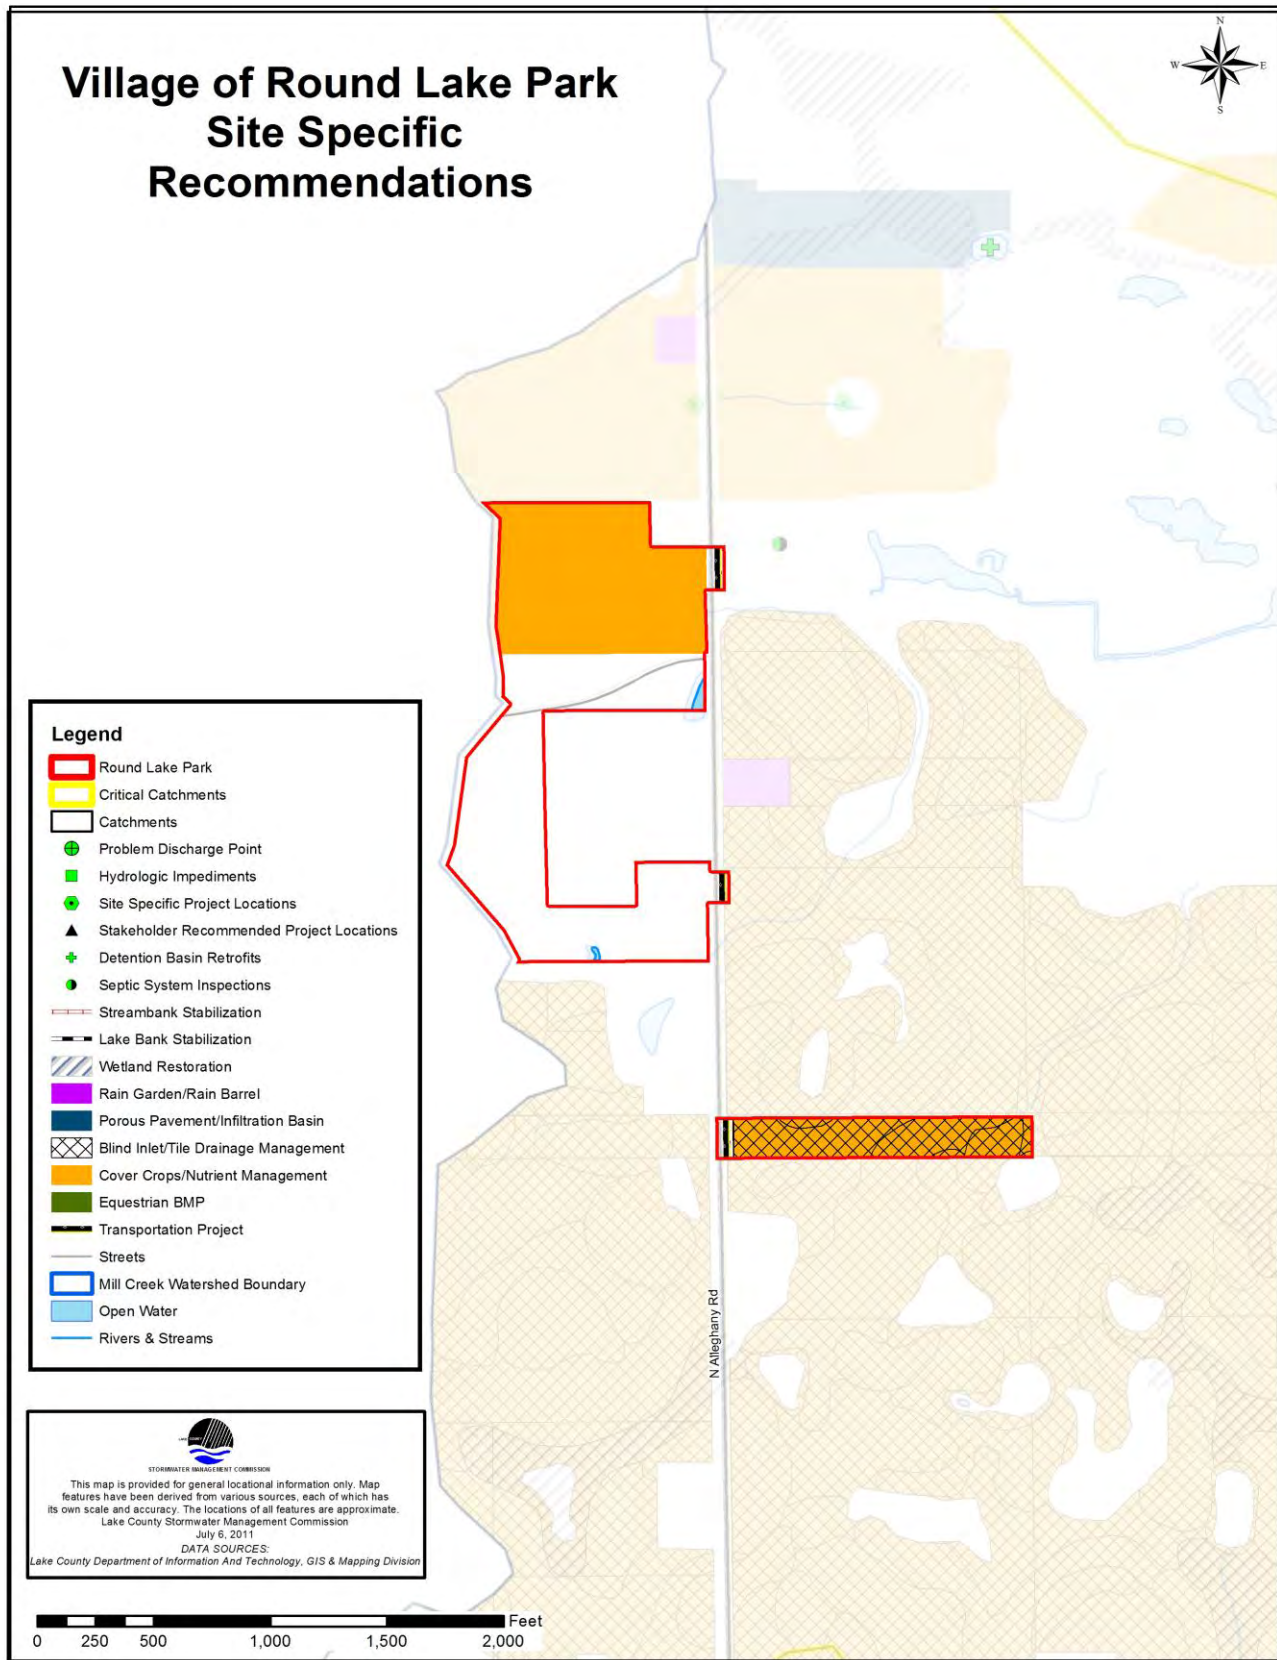 Village of Round Lake Park
Site Specific
Recommendations
N
W
E
S
Legend
Round Lake Park
Critical Catchments
Catchments
Problem Discharge Point
Hydrologic Impediments
Site Specific Project Locations
Stakeholder Recommended Project Locations
Detention Basin Retrofits
Septic System Inspections
Streambank Stabilization
Lake Bank Stabilization
Wetland Restoration
Rain Garden/Rain Barrel
Porous Pavement/Infiltration Basin
Blind Inlet/Tile Drainage Management
Cover Crops/Nutrient Management
Equestrian BMP
Transportation Project
Streets
Mill Creek Watershed Boundary
Open Water
Rivers & Streams
N Alleghany Rd
LAKE COUNTY
STORMWATER MANAGEMENT COMMISSION
This map is provided for general locational information only. Map
features have been derived from various sources, each of which has
its own scale and accuracy. The locations of all features are approximate.
Lake County Stormwater Management Commission
July 6, 2011
DATA SOURCES:
Lake County Department of Information And Technology, GIS & Mapping Division
Feet
0 250 500 1,000 1,500 2,000